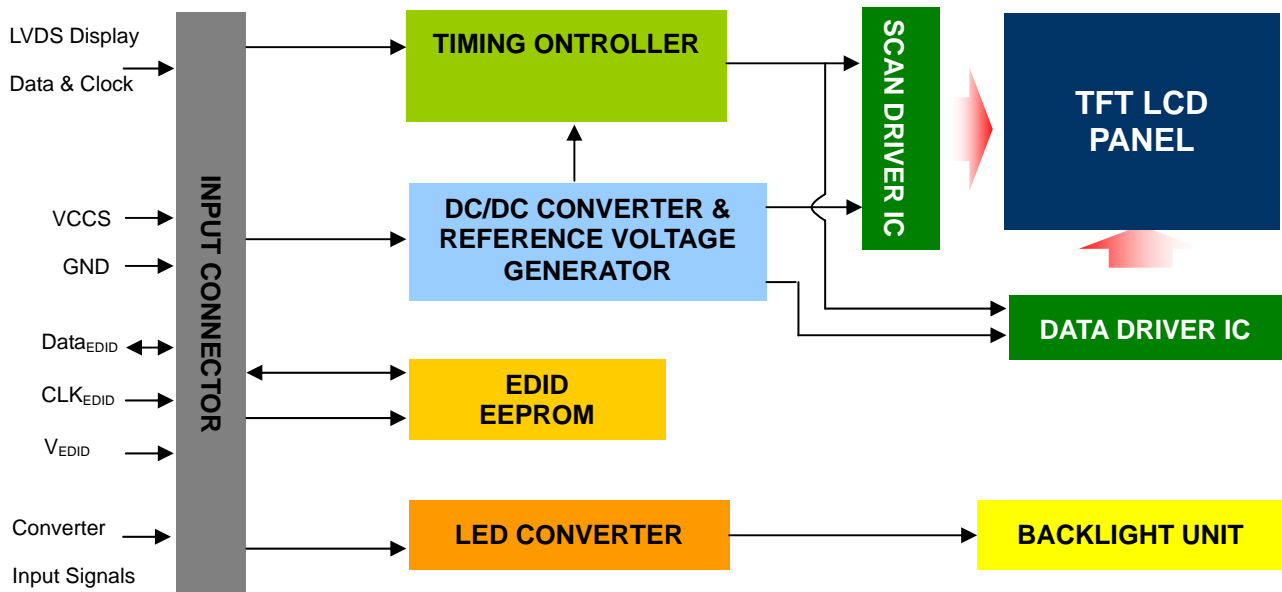 LVDS Display
Data & Clock
VCCS
GND
DataEDID
CLKEDID
VEDID
Converter
Input Signals
INPUT CONNECTOR
TIMING ONTROLLER
DC/DC CONVERTER &
REFERENCE VOLTAGE
GENERATOR
EDID
EEPROM
LED CONVERTER
SCAN DRIVER IC
TFT LCD
PANEL
DATA DRIVER IC
BACKLIGHT UNIT